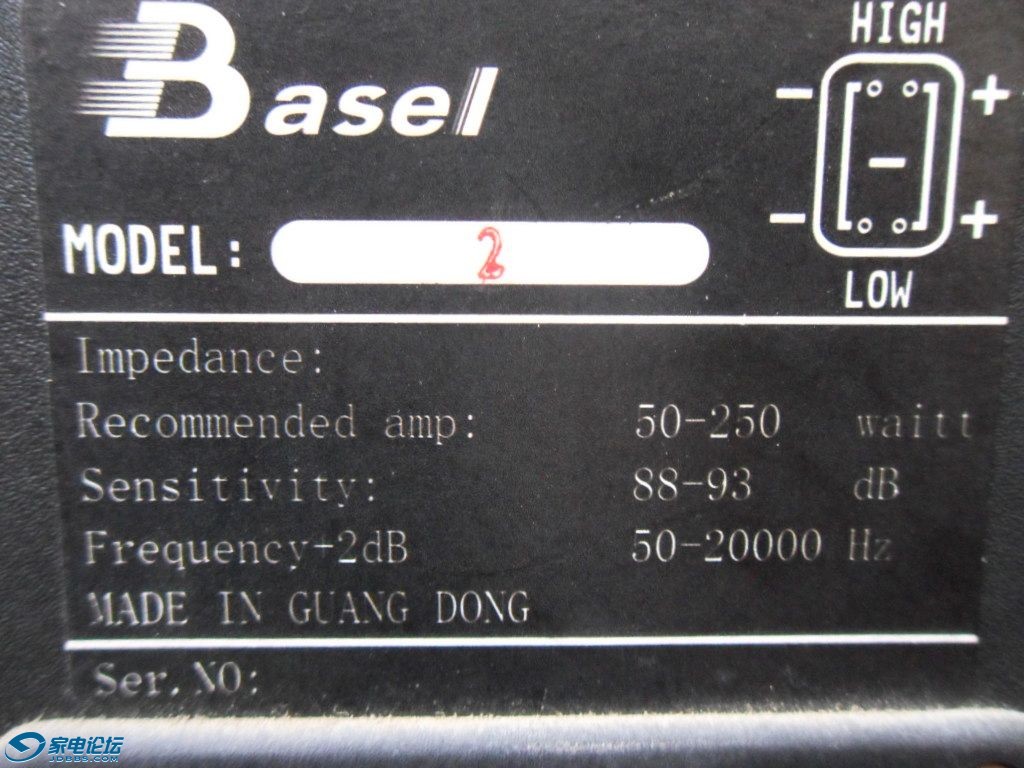 Basel
HIGH
- +
-
- +
LOW
MODEL: 2
Impedance:
Recommended amp: 50-250 waitt
Sensitivity: 88-93 dB
Frequency-2dB 50-20000 Hz
MADE IN GUANG DONG
Ser.NO:
家电论坛
JDBBS.COM